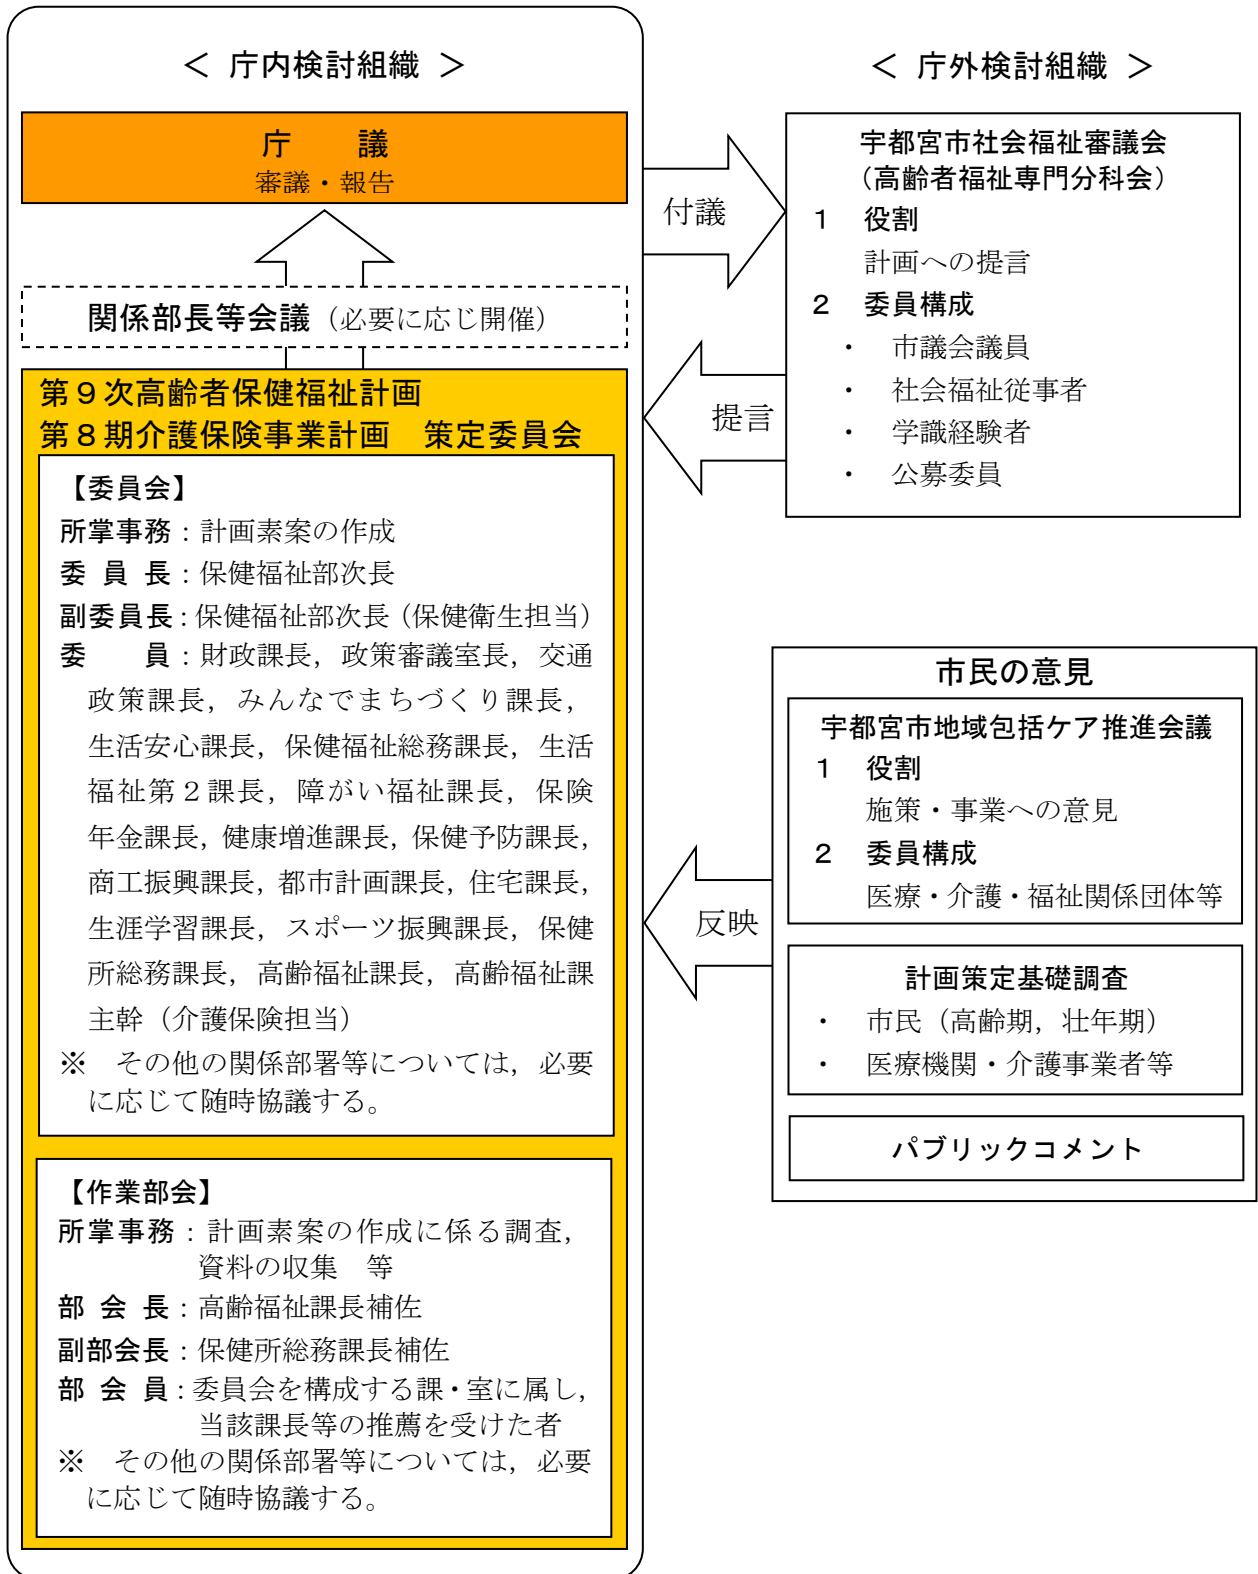 ＜ 庁内検討組織 ＞
庁　　議
審議・報告
関係部長等会議（必要に応じ開催）
第９次高齢者保健福祉計画
第８期介護保険事業計画　策定委員会
【委員会】
所掌事務：計画素案の作成
委 員 長：保健福祉部次長
副委員長：保健福祉部次長（保健衛生担当）
委　　員：財政課長，政策審議室長，交通
政策課長，みんなでまちづくり課長，
生活安心課長，保健福祉総務課長，生活
福祉第２課長，障がい福祉課長，保険
年金課長，健康増進課長，保健予防課長，
商工振興課長，都市計画課長，住宅課長，
生涯学習課長，スポーツ振興課長，保健
所総務課長，高齢福祉課長，高齢福祉課
主幹（介護保険担当）
※　その他の関係部署等については，必要
に応じて随時協議する。
【作業部会】
所掌事務：計画素案の作成に係る調査，
資料の収集　等
部 会 長：高齢福祉課長補佐
副部会長：保健所総務課長補佐
部 会 員：委員会を構成する課・室に属し，
当該課長等の推薦を受けた者
※　その他の関係部署等については，必要
に応じて随時協議する。
付議
提言
反映
＜ 庁外検討組織 ＞
宇都宮市社会福祉審議会
（高齢者福祉専門分科会）
１　役割
計画への提言
２　委員構成
・　市議会議員
・　社会福祉従事者
・　学識経験者
・　公募委員
市民の意見
宇都宮市地域包括ケア推進会議
１　役割
施策・事業への意見
２　委員構成
医療・介護・福祉関係団体等
計画策定基礎調査
・　市民（高齢期，壮年期）
・　医療機関・介護事業者等
パブリックコメント